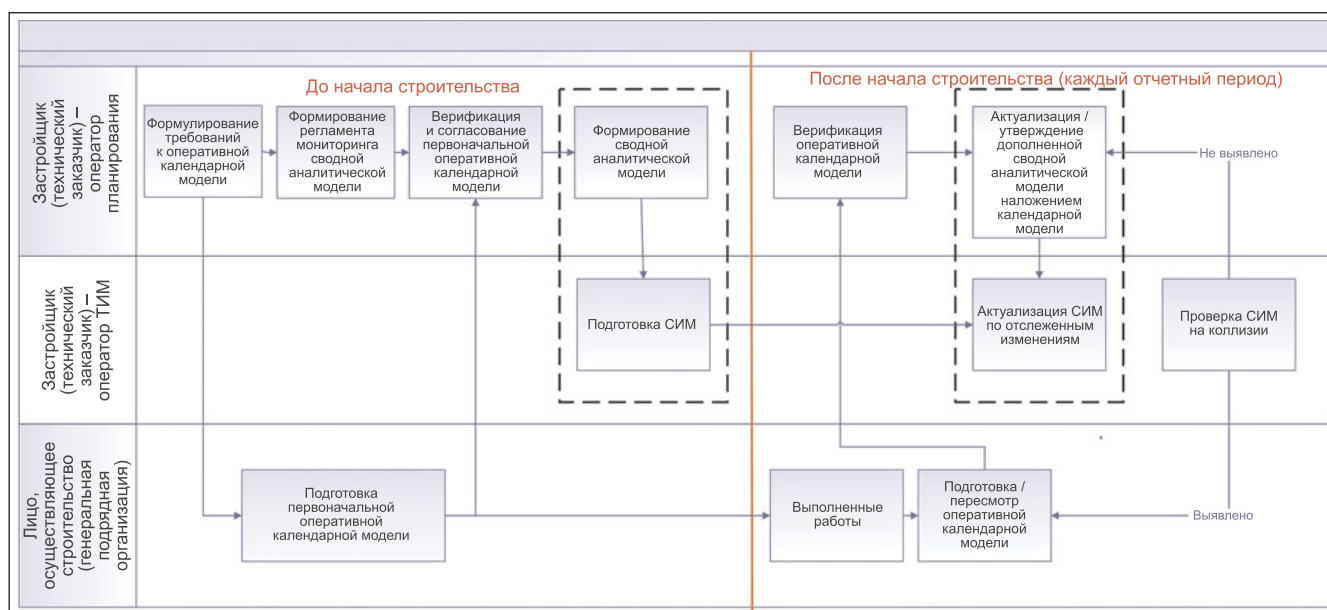 До начала строительства
После начала строительства (каждый отчетный период)
Застройщик
(технический
заказчик) –
оператор
планирования
Формулирование
требований
к оперативной
календарной
модели
Формирование
регламента
мониторинга
сводной
аналитической
модели
Верификация
и согласование
первоначальной
оперативной
календарной
модели
Формирование
сводной
аналитической
модели
Верификация
оперативной
календарной
модели
Актуализация /
утверждение
дополненной
сводной
аналитической
модели
наложением
календарной
модели
Не выявлено
Застройщик
(технический
заказчик) –
оператор ТИМ
Подготовка СИМ
Актуализация СИМ
по отслеженным
изменениям
Проверка СИМ
на коллизии
Лицо,
осуществляющее
строительство
(генеральная
подрядная
организация)
Подготовка
первоначальной
оперативной
календарной модели
Выполненные
работы
Подготовка /
пересмотр
оперативной
календарной
модели
Выявлено